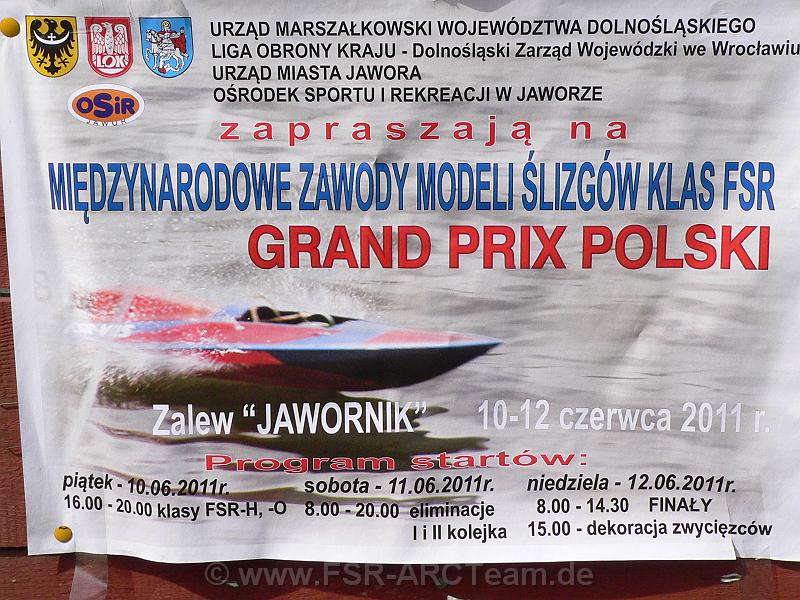 URZĄD MARSZAŁKOWSKI WOJEWÓDZTWA DOLNOŚLĄSKIEGO
LIGA OBRONY KRAJU - Dolnośląski Zarząd Wojewódzki we Wrocławiu
URZĄD MIASTA JAWORA
OŚRODEK SPORTU I REKREACJI W JAWORZE
LOK
OSiR
JAWOR
zapraszają na
MIĘDZYNARODOWE ZAWODY MODELI ŚLIZGÓW KLAS FSR
GRAND PRIX POLSKI
Zalew "JAWORNIK" 10-12 czerwca 2011 r.
Program startów:
piątek - 10.06.2011r. sobota - 11.06.2011r. niedziela - 12.06.2011r.
16.00 - 20.00 klasy FSR-H, -O 8.00 - 20.00 eliminacje 8.00 - 14.30 FINAŁY
I i II kolejka 15.00 - dekoracja zwycięzców
© www.FSR-ARCTeam.de